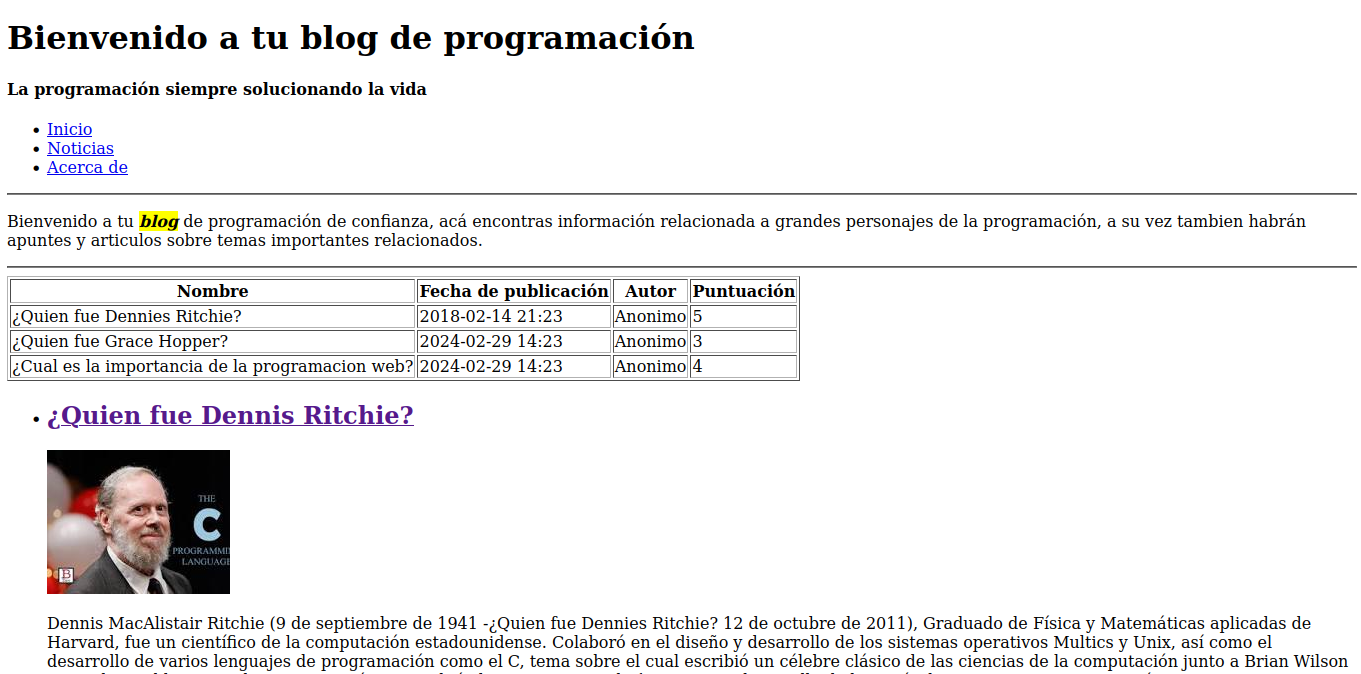 Bienvenido a tu blog de programación
La programación siempre solucionando la vida
Inicio
Noticias
Acerca de
Bienvenido a tu blog de programación de confianza, acá encontras información relacionada a grandes personajes de la programación, a su vez tambien habrán
apuntes y articulos sobre temas importantes relacionados.
Nombre Fecha de publicación Autor Puntuación
¿Quien fue Dennies Ritchie? 2018-02-14 21:23 Anonimo 5
¿Quien fue Grace Hopper? 2024-02-29 14:23 Anonimo 3
¿Cual es la importancia de la programacion web? 2024-02-29 14:23 Anonimo 4
¿Quien fue Dennis Ritchie?
THE
C
PROGRAMMI
LANGUAGE
B
Dennis MacAlistair Ritchie (9 de septiembre de 1941 -¿Quien fue Dennies Ritchie? 12 de octubre de 2011), Graduado de Física y Matemáticas aplicadas de
Harvard, fue un científico de la computación estadounidense. Colaboró en el diseño y desarrollo de los sistemas operativos Multics y Unix, así como el
desarrollo de varios lenguajes de programación como el C, tema sobre el cual escribió un célebre clásico de las ciencias de la computación junto a Brian Wilson